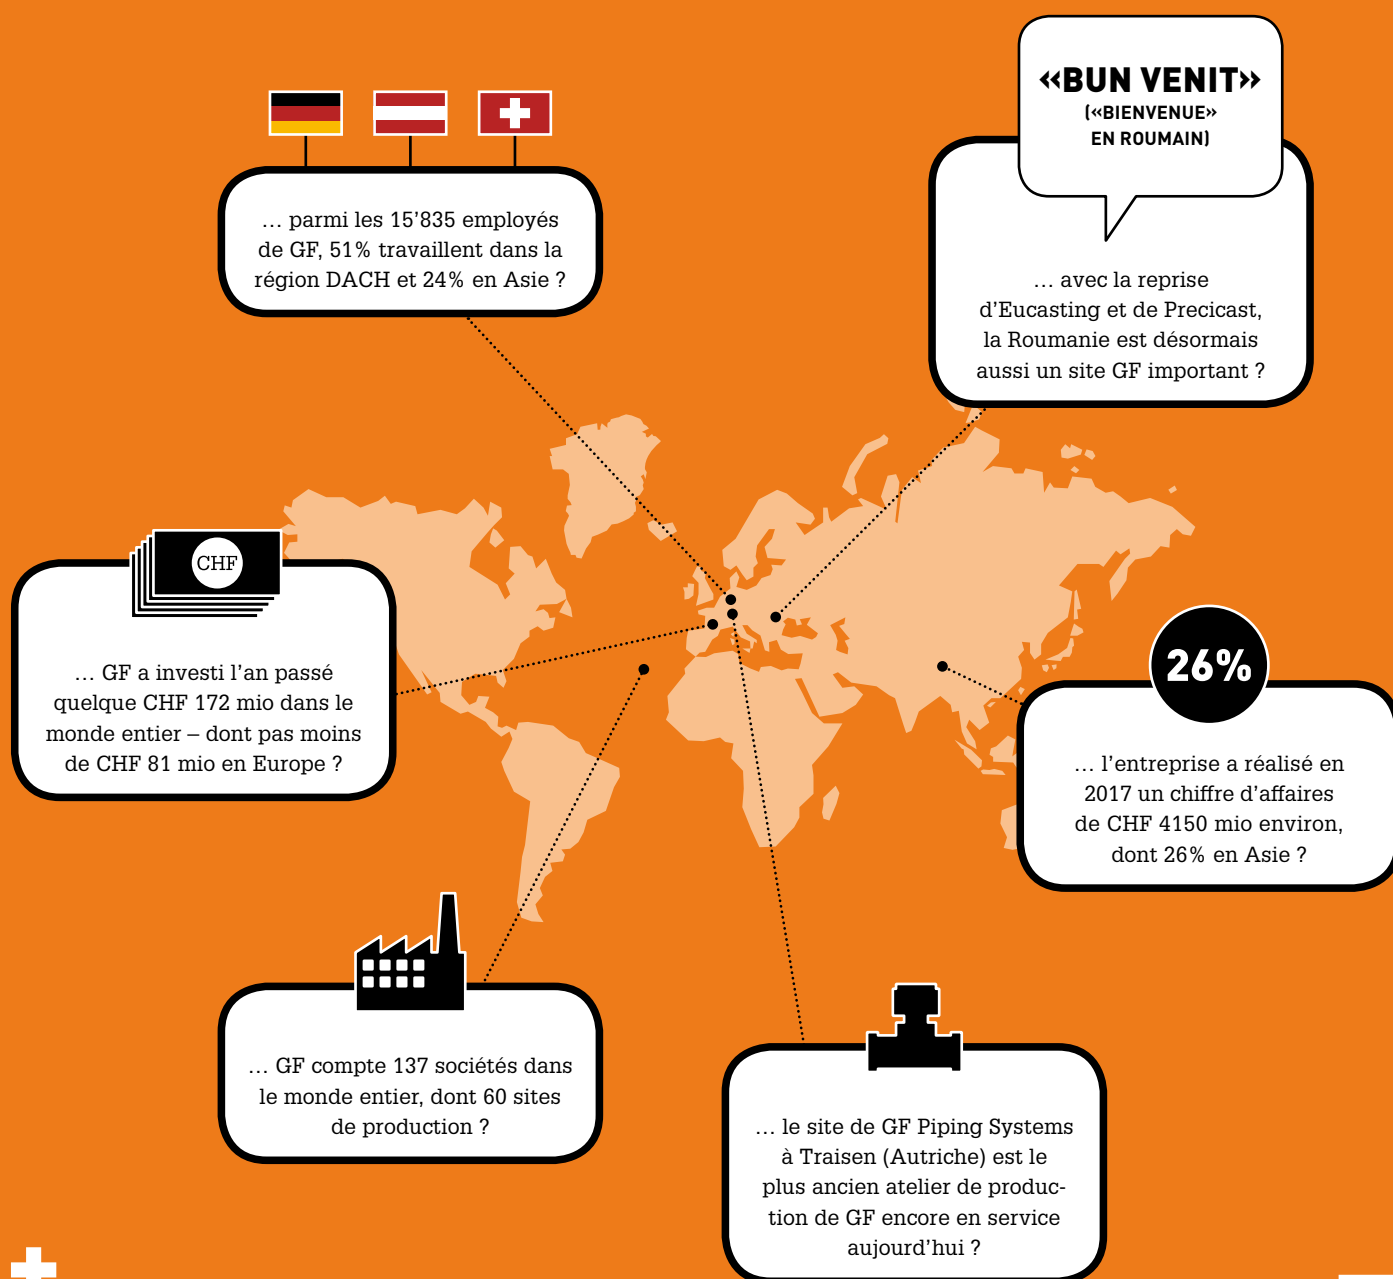 «BUN VENIT»
(«BIENVENUE»
EN ROUMAIN)
… parmi les 15’835 employés
de GF, 51% travaillent dans la
région DACH et 24% en Asie ?
… avec la reprise
d’Eucasting et de Precicast,
la Roumanie est désormais
aussi un site GF important ?
CHF
… GF a investi l’an passé
quelque CHF 172 mio dans le
monde entier – dont pas moins
de CHF 81 mio en Europe ?
26%
… l’entreprise a réalisé en
2017 un chiffre d’affaires
de CHF 4150 mio environ,
dont 26% en Asie ?
… GF compte 137 sociétés dans
le monde entier, dont 60 sites
de production ?
… le site de GF Piping Systems
à Traisen (Autriche) est le
plus ancien atelier de produc-
tion de GF encore en service
aujourd’hui ?